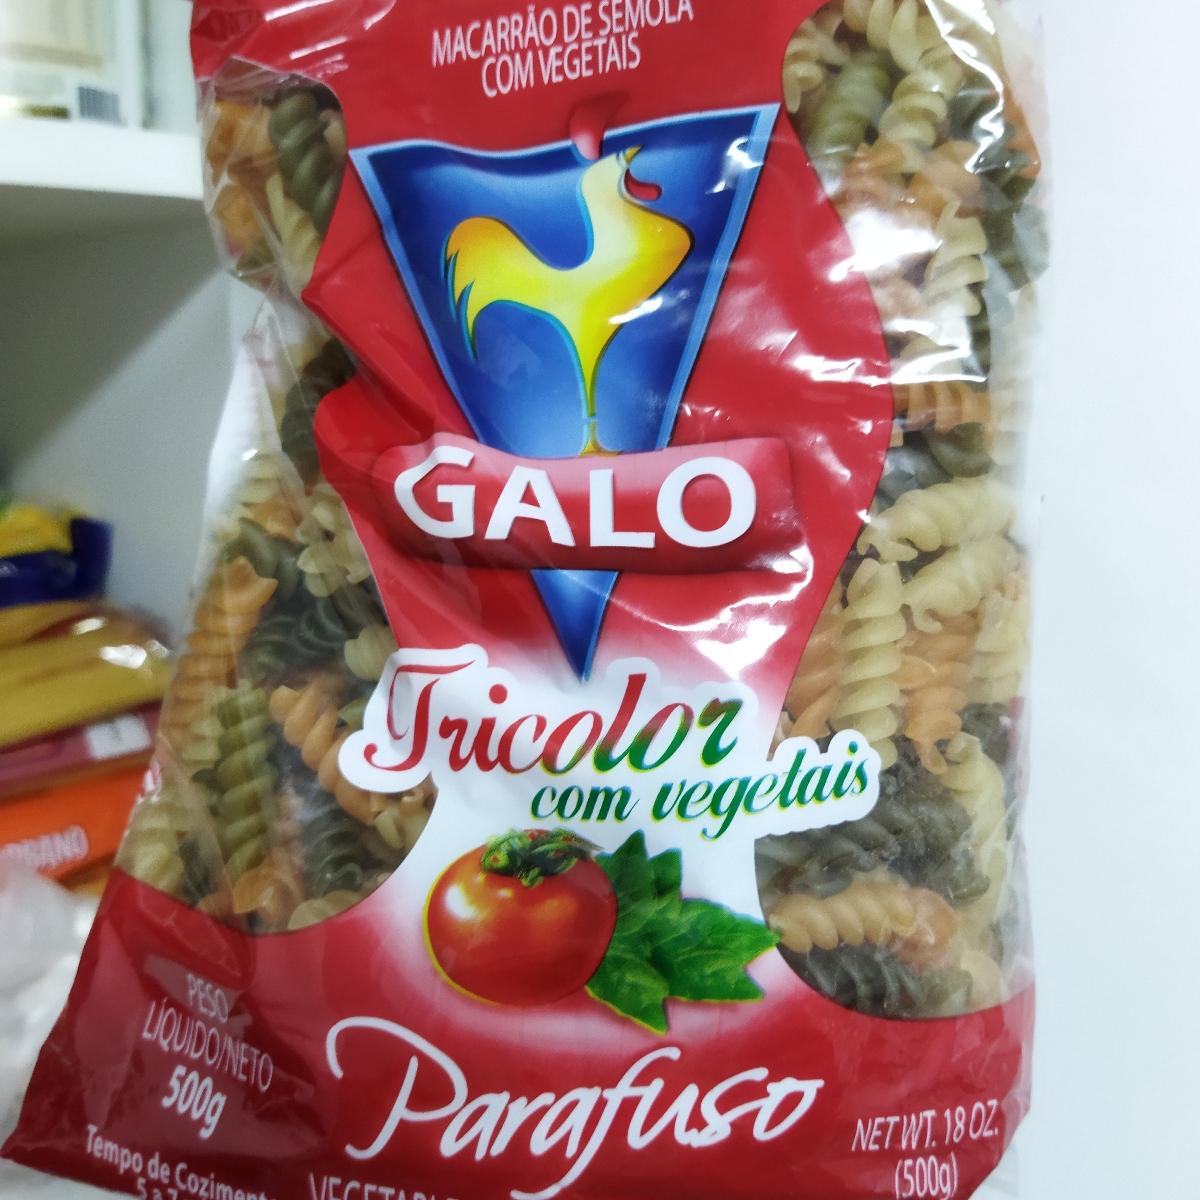 MACARRÃO DE SÊMOLA
COM VEGETAIS
GALO
Tricolor
com vegetais
PESO
LÍQUIDO/NETO
500g
Parafuso
NET WT. 18 OZ.
(500g)
Tempo de Cozimento